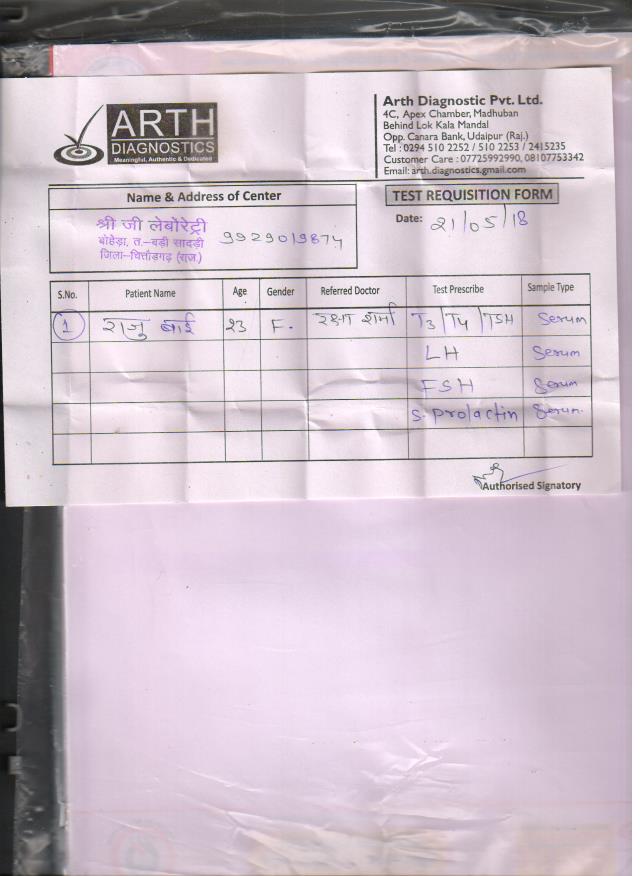 ARTH
DIAGNOSTICS
Meaningful, Authentic & Dedicated
Arth Diagnostic Pvt. Ltd.
4C, Apex Chamber, Madhuban
Behind Lok Kala Mandal
Opp. Canara Bank, Udaipur (Raj.)
Tel : 0294 510 2252 / 510 2253 / 2415235
Customer Care : 07725992990, 08107753342
Email: arth.diagnostics.gmail.com
Name & Address of Center
श्री जी लेबोरेट्री
बोहेड़ा, त.–बड़ी सादड़ी
जिला–चित्तौडगढ़ (राज.)
9929019874
TEST REQUISITION FORM
Date: 21/05/18
S.No. Patient Name Age Gender Referred Doctor Test Prescribe Sample Type
1 राजु बाई 23 F. रक्षा शर्मा T3/T4/TSH Serum
LH Serum
FSH Serum
S. Prolactin Serum.
Authorised Signatory